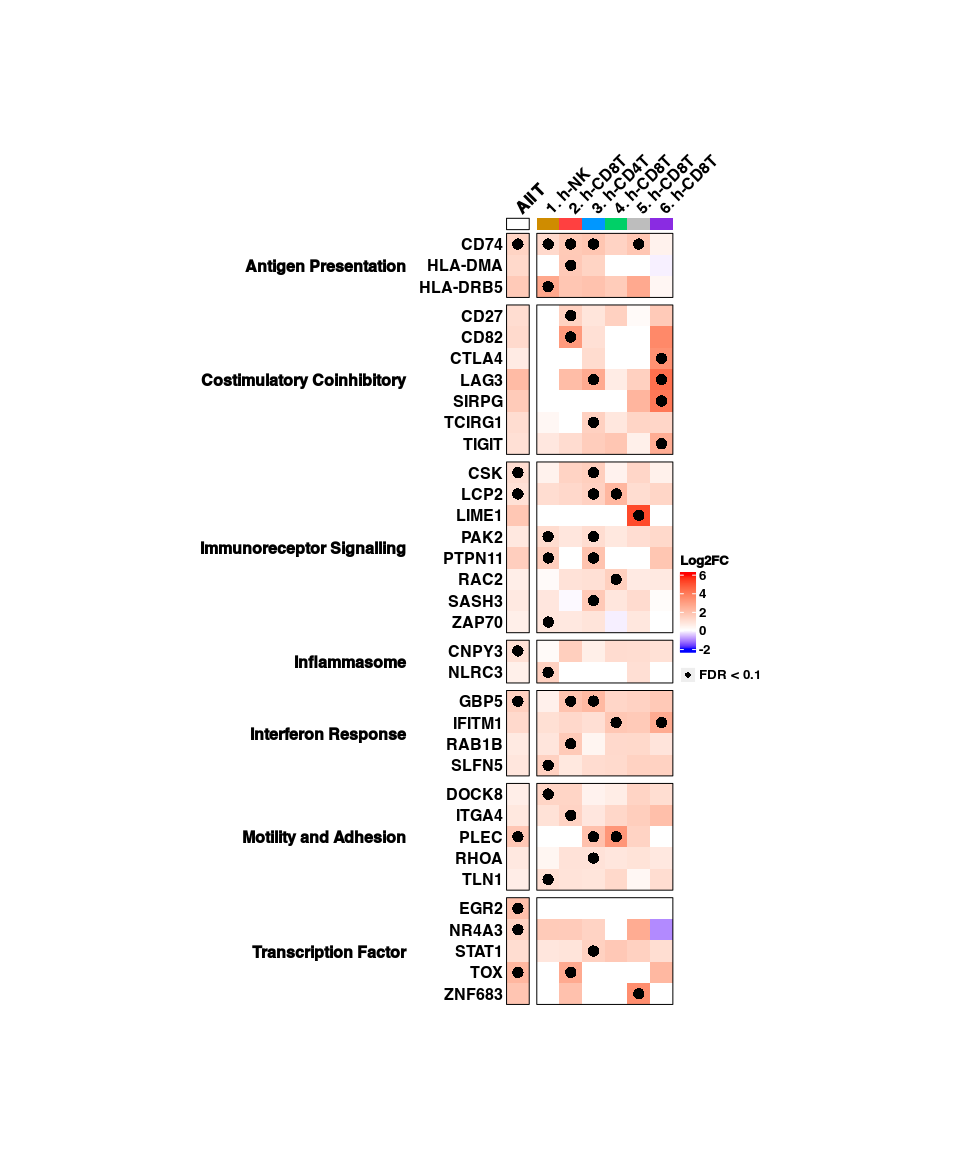 AllT
1. h-NK
2. h-CD8T
3. h-CD4T
4. h-CD8T
5. h-CD8T
6. h-CD8T
Antigen Presentation
CD74
HLA-DMA
HLA-DRB5
Costimulatory Coinhibitory
CD27
CD82
CTLA4
LAG3
SIRPG
TCIRG1
TIGIT
Immunoreceptor Signalling
CSK
LCP2
LIME1
PAK2
PTPN11
RAC2
SASH3
ZAP70
Inflammasome
CNPY3
NLRC3
Interferon Response
GBP5
IFITM1
RAB1B
SLFN5
Motility and Adhesion
DOCK8
ITGA4
PLEC
RHOA
TLN1
Transcription Factor
EGR2
NR4A3
STAT1
TOX
ZNF683
Log2FC
6
4
2
0
-2
FDR < 0.1